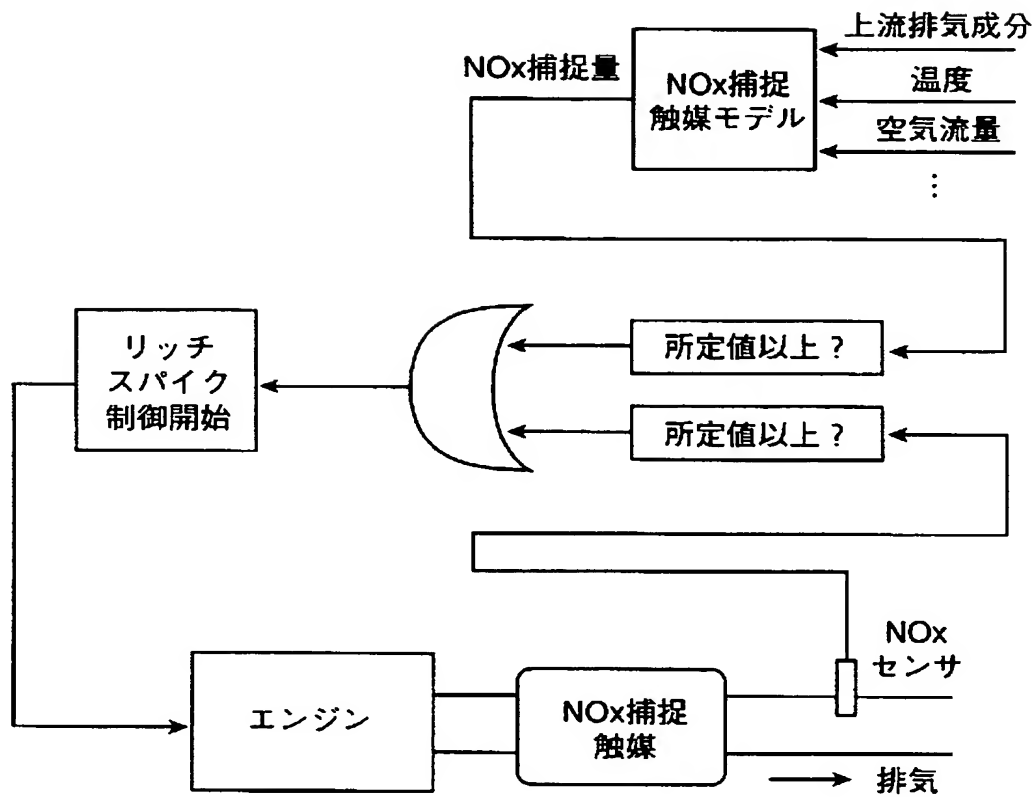 上流排気成分
NOx捕捉量
NOx捕捉
触媒モデル
温度
空気流量
⋮
リッチ
スパイク
制御開始
所定値以上？
所定値以上？
NOx
センサ
エンジン
NOx捕捉
触媒
排気